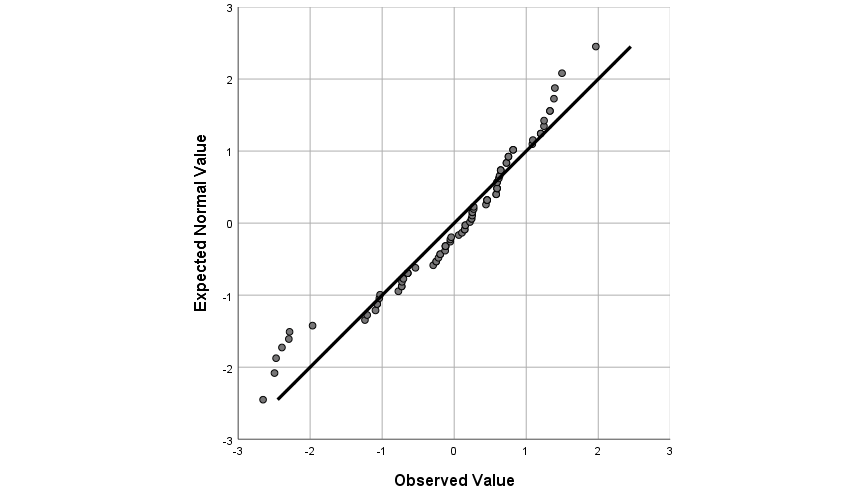 3
2
1
0
-1
-2
-3
Expected Normal Value
-3 -2 -1 0 1 2 3
Observed Value